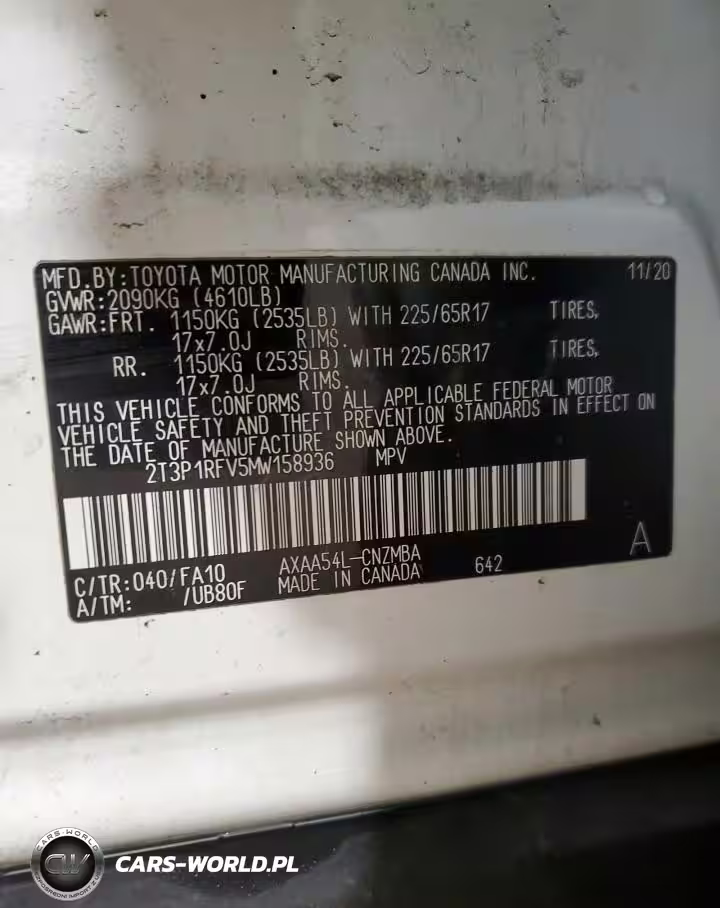 MFD.BY:TOYOTA MOTOR MANUFACTURING CANADA INC. 11/20
GVWR:2090KG (4610LB)
GAWR:FRT. 1150KG (2535LB) WITH 225/65R17 TIRES,
17x7.0J RIMS.
RR. 1150KG (2535LB) WITH 225/65R17 TIRES,
17x7.0J RIMS.
THIS VEHICLE CONFORMS TO ALL APPLICABLE FEDERAL MOTOR
VEHICLE SAFETY AND THEFT PREVENTION STANDARDS IN EFFECT ON
THE DATE OF MANUFACTURE SHOWN ABOVE.
2T3P1RFV5MW158936 MPV
C/TR:040/FA10 AXAA54L-CNZMBA 642 A
A/TM: /UB80F MADE IN CANADA
CARS-WORLD
CW
CARS-WORLD.PL